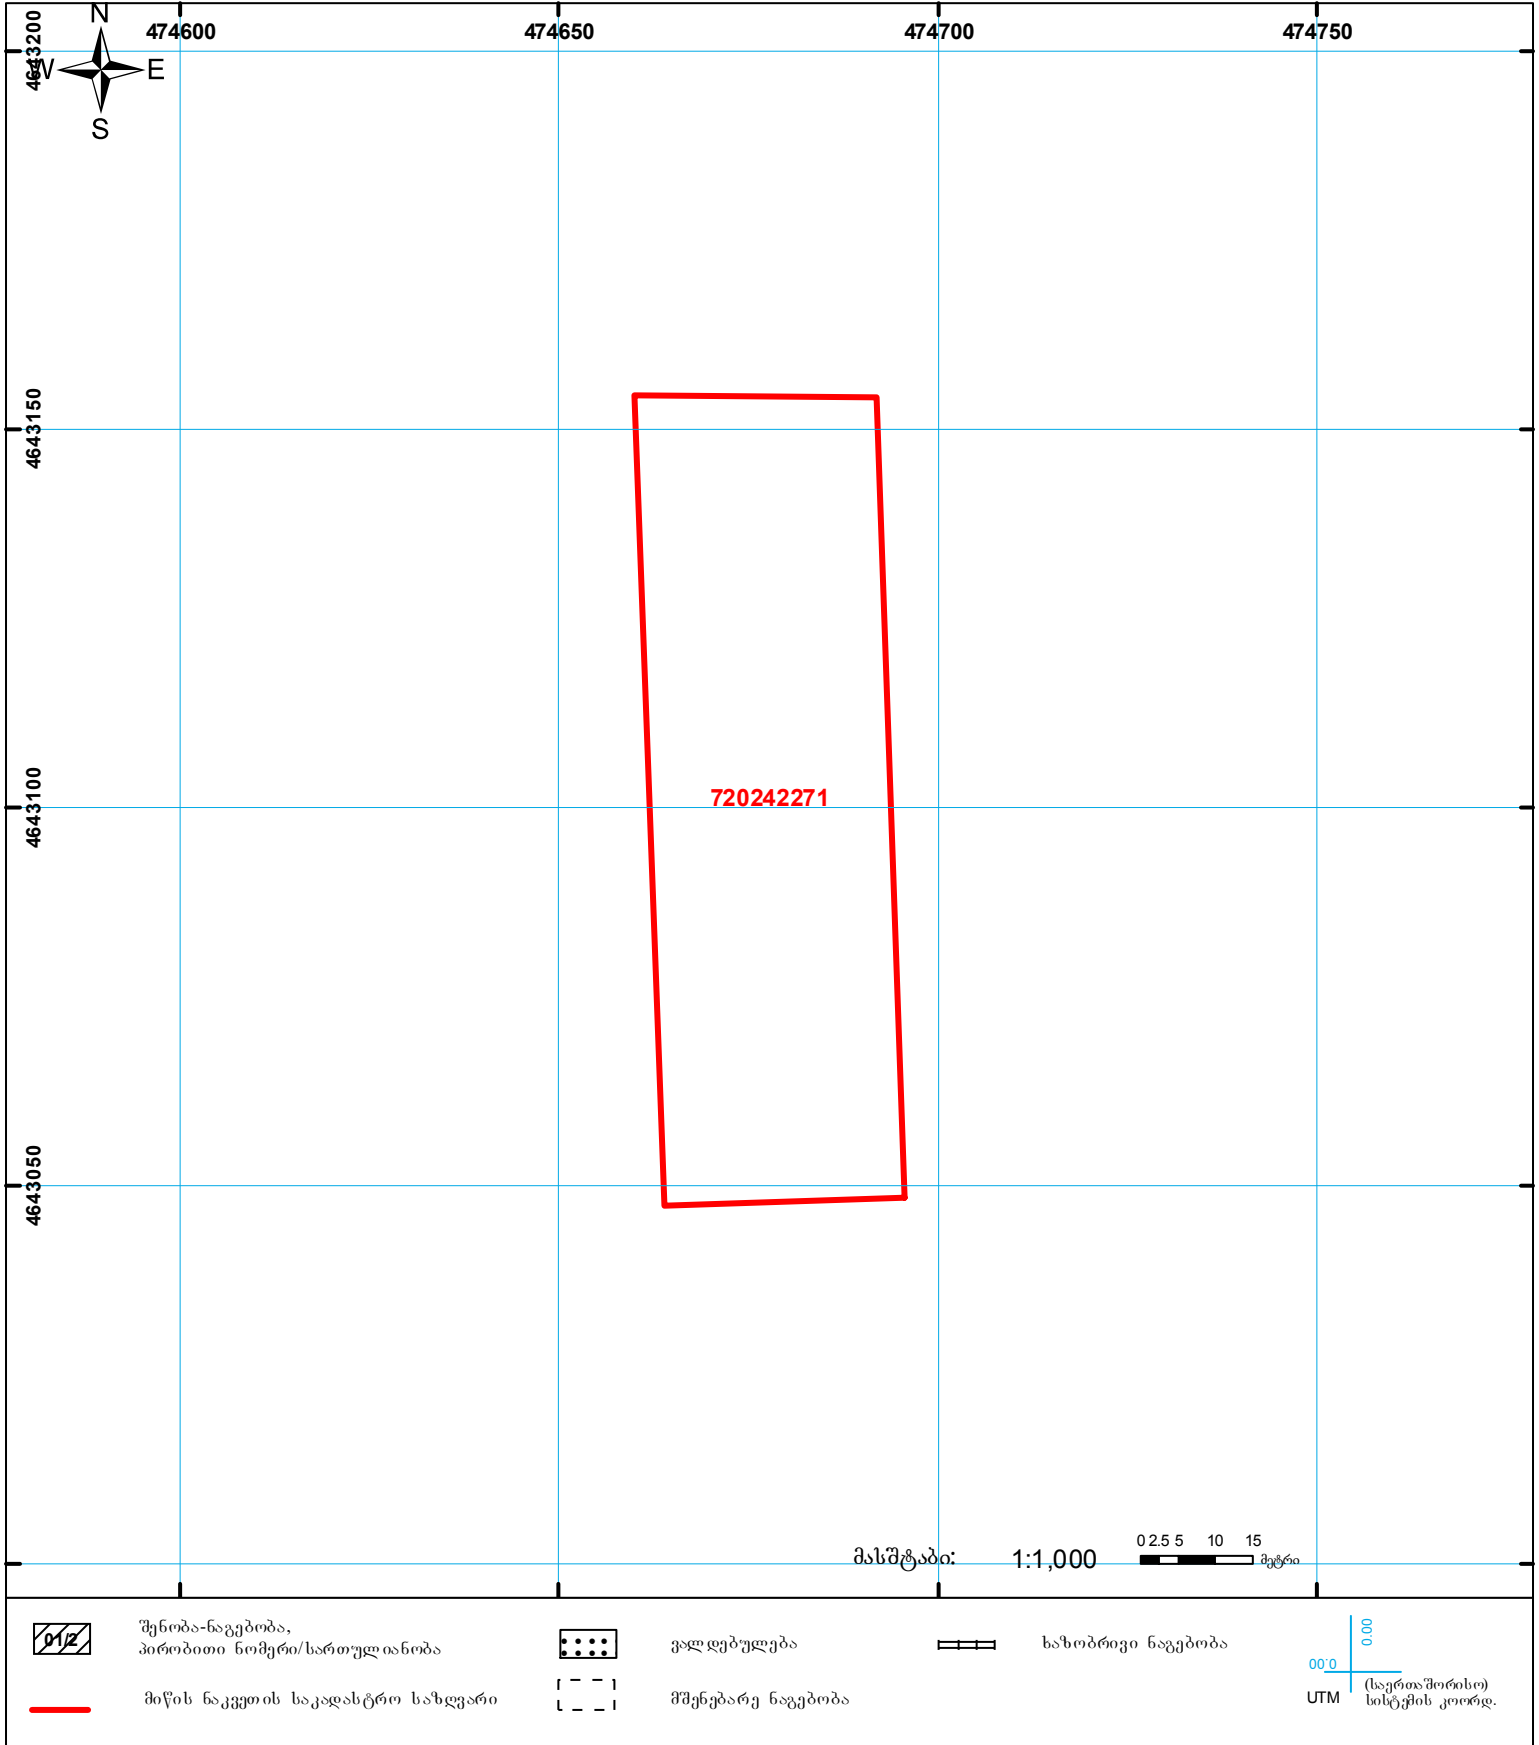 N
474600
474650
474700
474750
4643200
W
E
S
4643150
4643100
720242271
4643050
მასშტაბი:
1:1,000
0 2.5 5 10 15
მეტრი
01/2
შენობა-ნაგებობა,
პირობითი ნომერი/სართულიანობა
ვალდებულება
ხაზობრივი ნაგებობა
00.0
00.0
მიწის ნაკვეთის საკადასტრო საზღვარი
მშენებარე ნაგებობა
UTM
(საერთაშორისო)
სისტემის კოორდ.